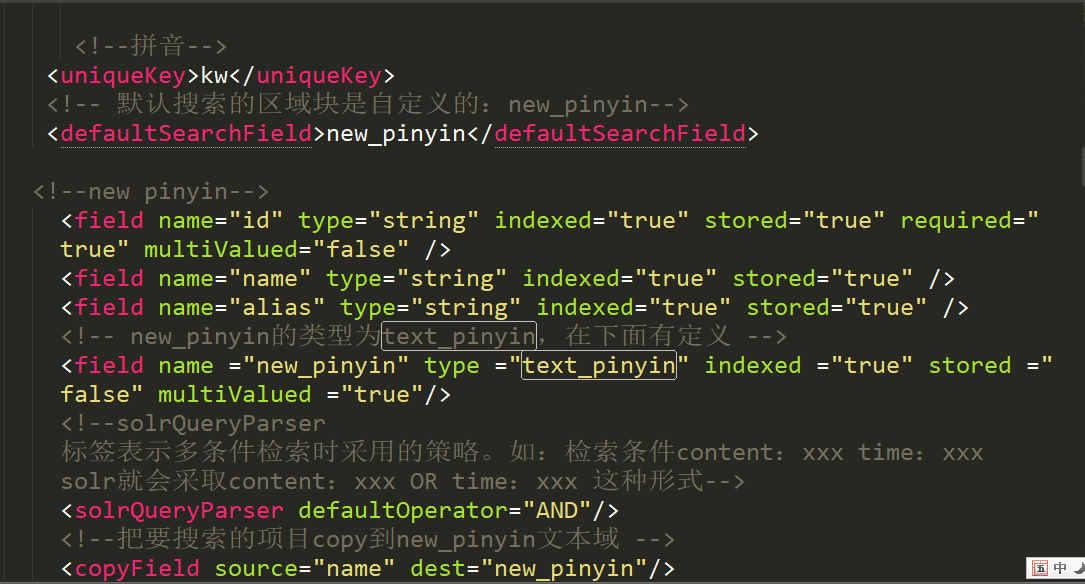 <!--拼音-->
<uniqueKey>kw</uniqueKey>
<!-- 默认搜索的区域块是自定义的：new_pinyin-->
<defaultSearchField>new_pinyin</defaultSearchField>
<!--new pinyin-->
<field name="id" type="string" indexed="true" stored="true" required="
true" multiValued="false" />
<field name="name" type="string" indexed="true" stored="true" />
<field name="alias" type="string" indexed="true" stored="true" />
<!-- new_pinyin的类型为text_pinyin，在下面有定义 -->
<field name ="new_pinyin" type ="text_pinyin" indexed ="true" stored ="
false" multiValued ="true"/>
<!--solrQueryParser
标签表示多条件检索时采用的策略。如：检索条件content：xxx time：xxx
solr就会采取content：xxx OR time：xxx 这种形式-->
<solrQueryParser defaultOperator="AND"/>
<!--把要搜索的项目copy到new_pinyin文本域 -->
<copyField source="name" dest="new_pinyin"/>
五 中